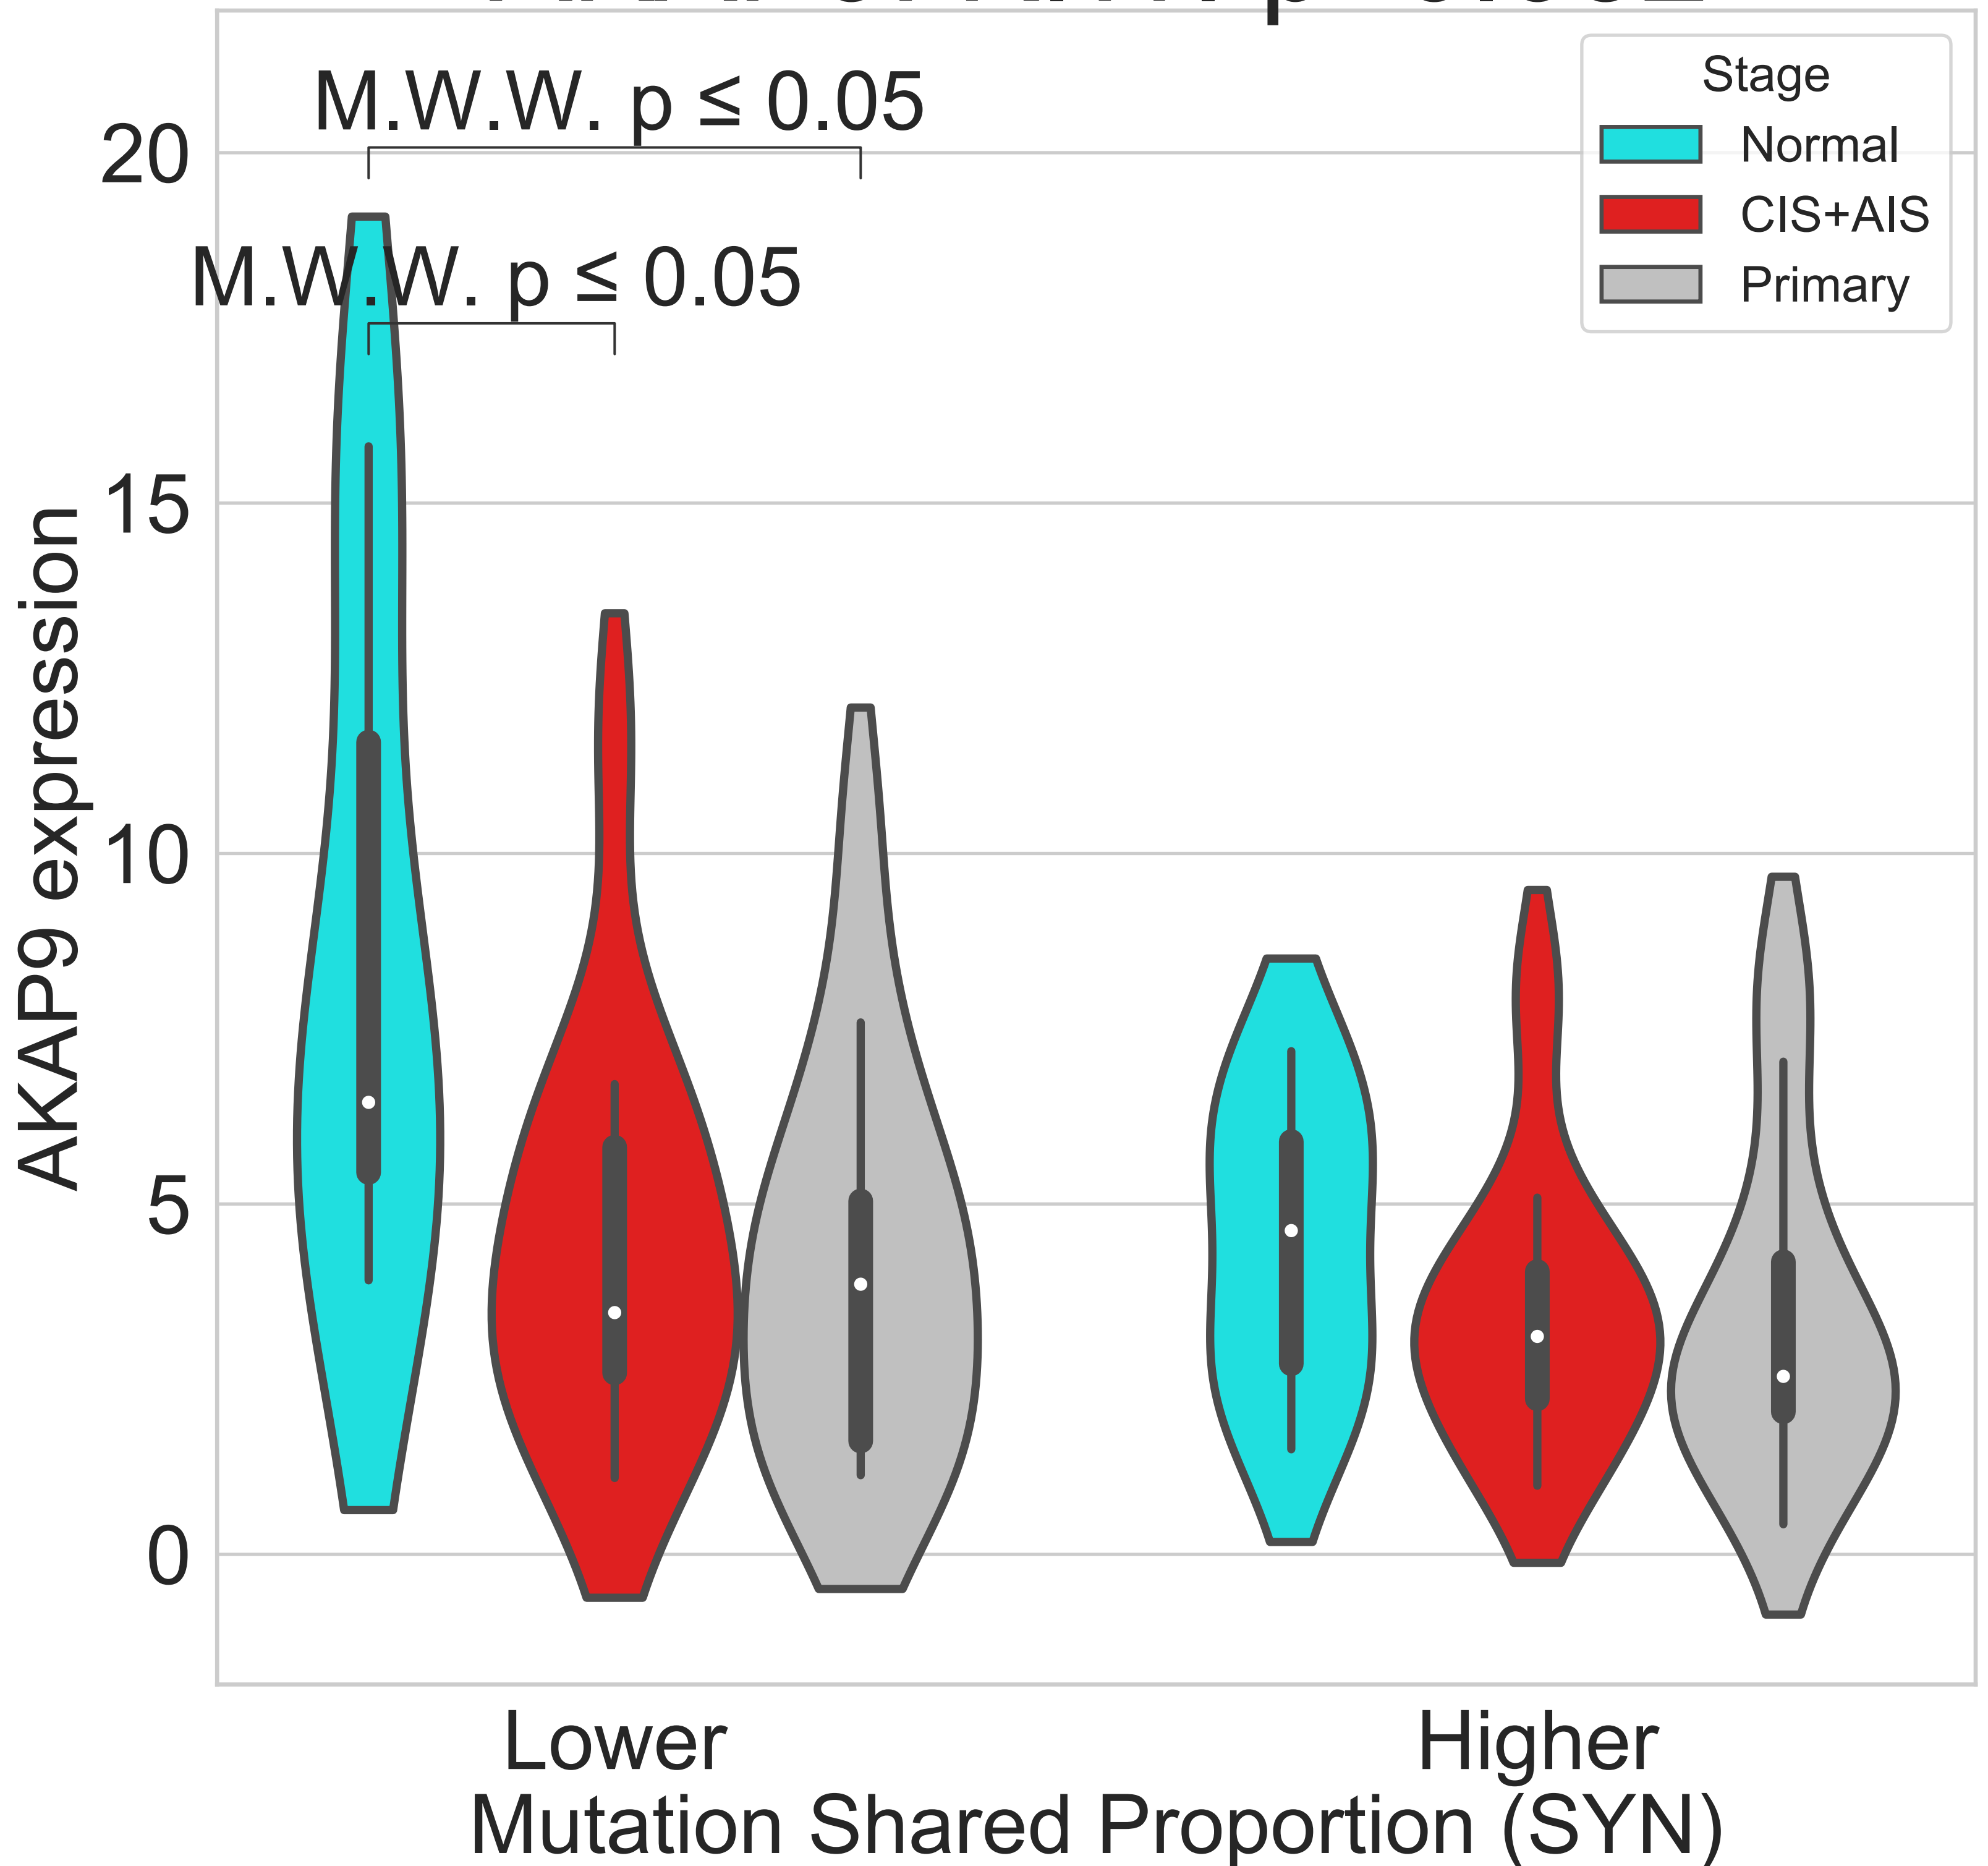 M.W.W. p ≤ 0.05
M.W.W. p ≤ 0.05
Stage
Normal
CIS+AIS
Primary
20
15
10
5
0
AKAP9 expression
Lower
Higher
Mutation Shared Proportion (SYN)